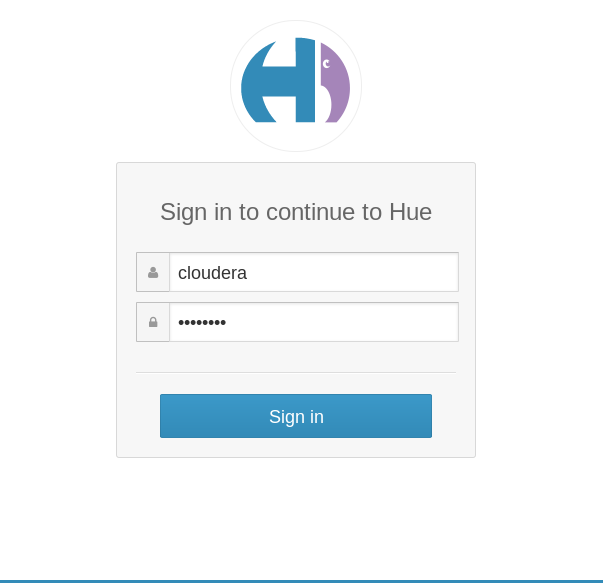 Sign in to continue to Hue
cloudera
••••••••
Sign in